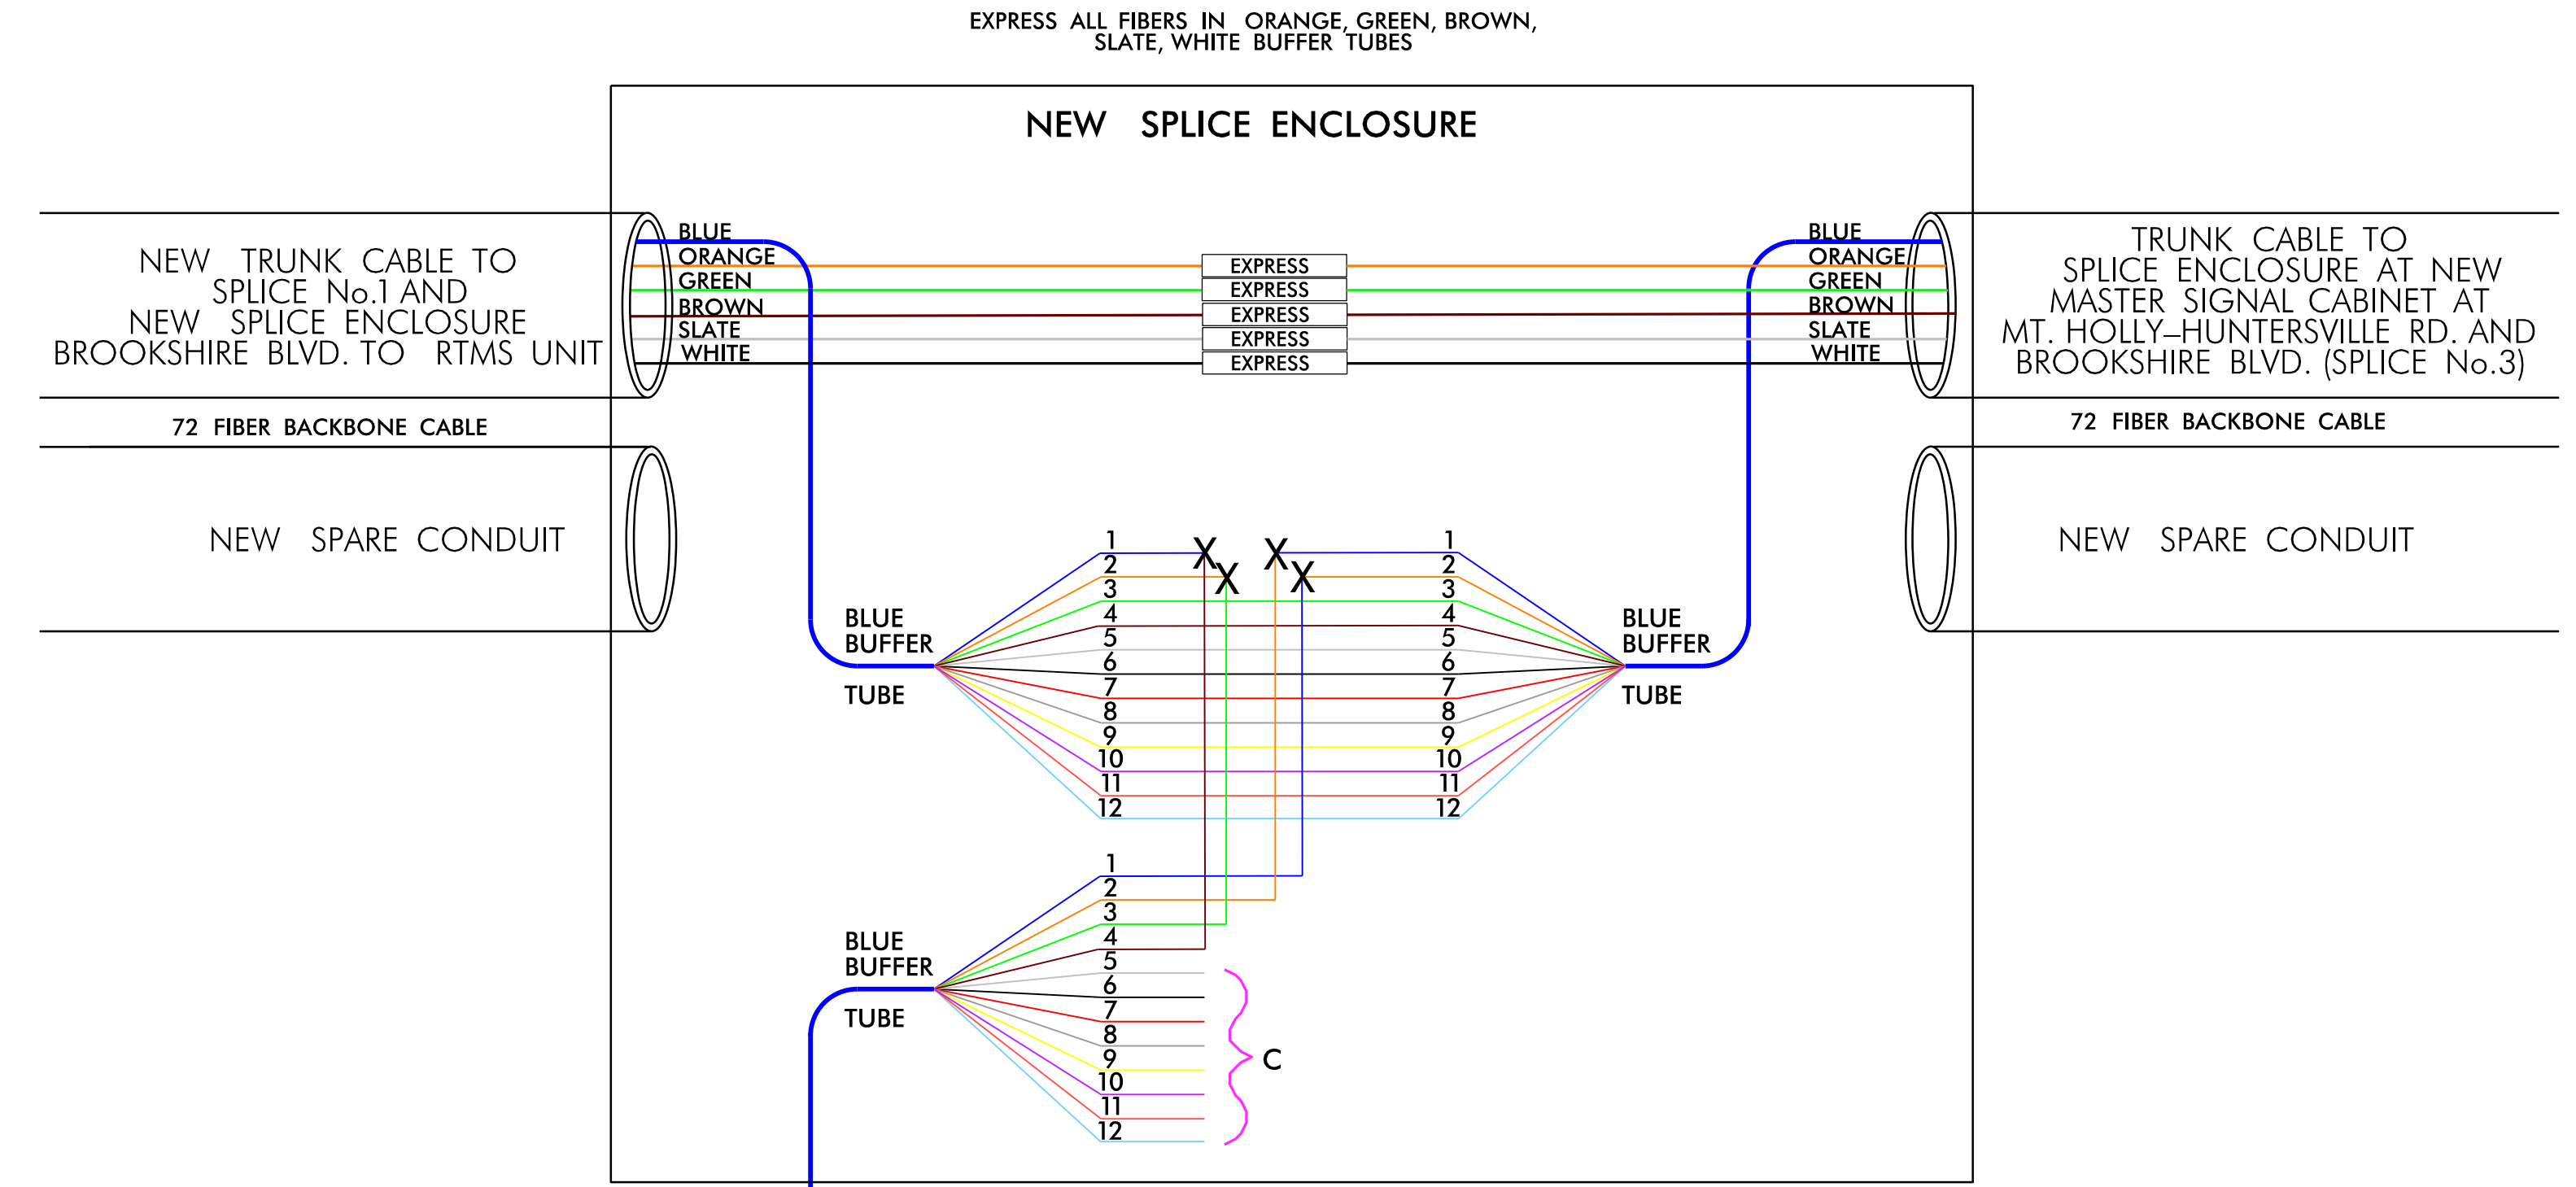 EXPRESS ALL FIBERS IN ORANGE, GREEN, BROWN,
SLATE, WHITE BUFFER TUBES
NEW SPLICE ENCLOSURE
NEW TRUNK CABLE TO
SPLICE No.1 AND
NEW SPLICE ENCLOSURE
BROOKSHIRE BLVD. TO RTMS UNIT
72 FIBER BACKBONE CABLE
NEW SPARE CONDUIT
BLUE
ORANGE
GREEN
BROWN
SLATE
WHITE
EXPRESS
EXPRESS
EXPRESS
EXPRESS
EXPRESS
BLUE
ORANGE
GREEN
BROWN
SLATE
WHITE
TRUNK CABLE TO
SPLICE ENCLOSURE AT NEW
MASTER SIGNAL CABINET AT
MT. HOLLY–HUNTERSVILLE RD. AND
BROOKSHIRE BLVD. (SPLICE No.3)
72 FIBER BACKBONE CABLE
NEW SPARE CONDUIT
BLUE
BUFFER
TUBE
1
2
3
4
5
6
7
8
9
10
11
12
X X
X X
1
2
3
4
5
6
7
8
9
10
11
12
BLUE
BUFFER
TUBE
BLUE
BUFFER
TUBE
1
2
3
4
5
6
7
8
9
10
11
12
C